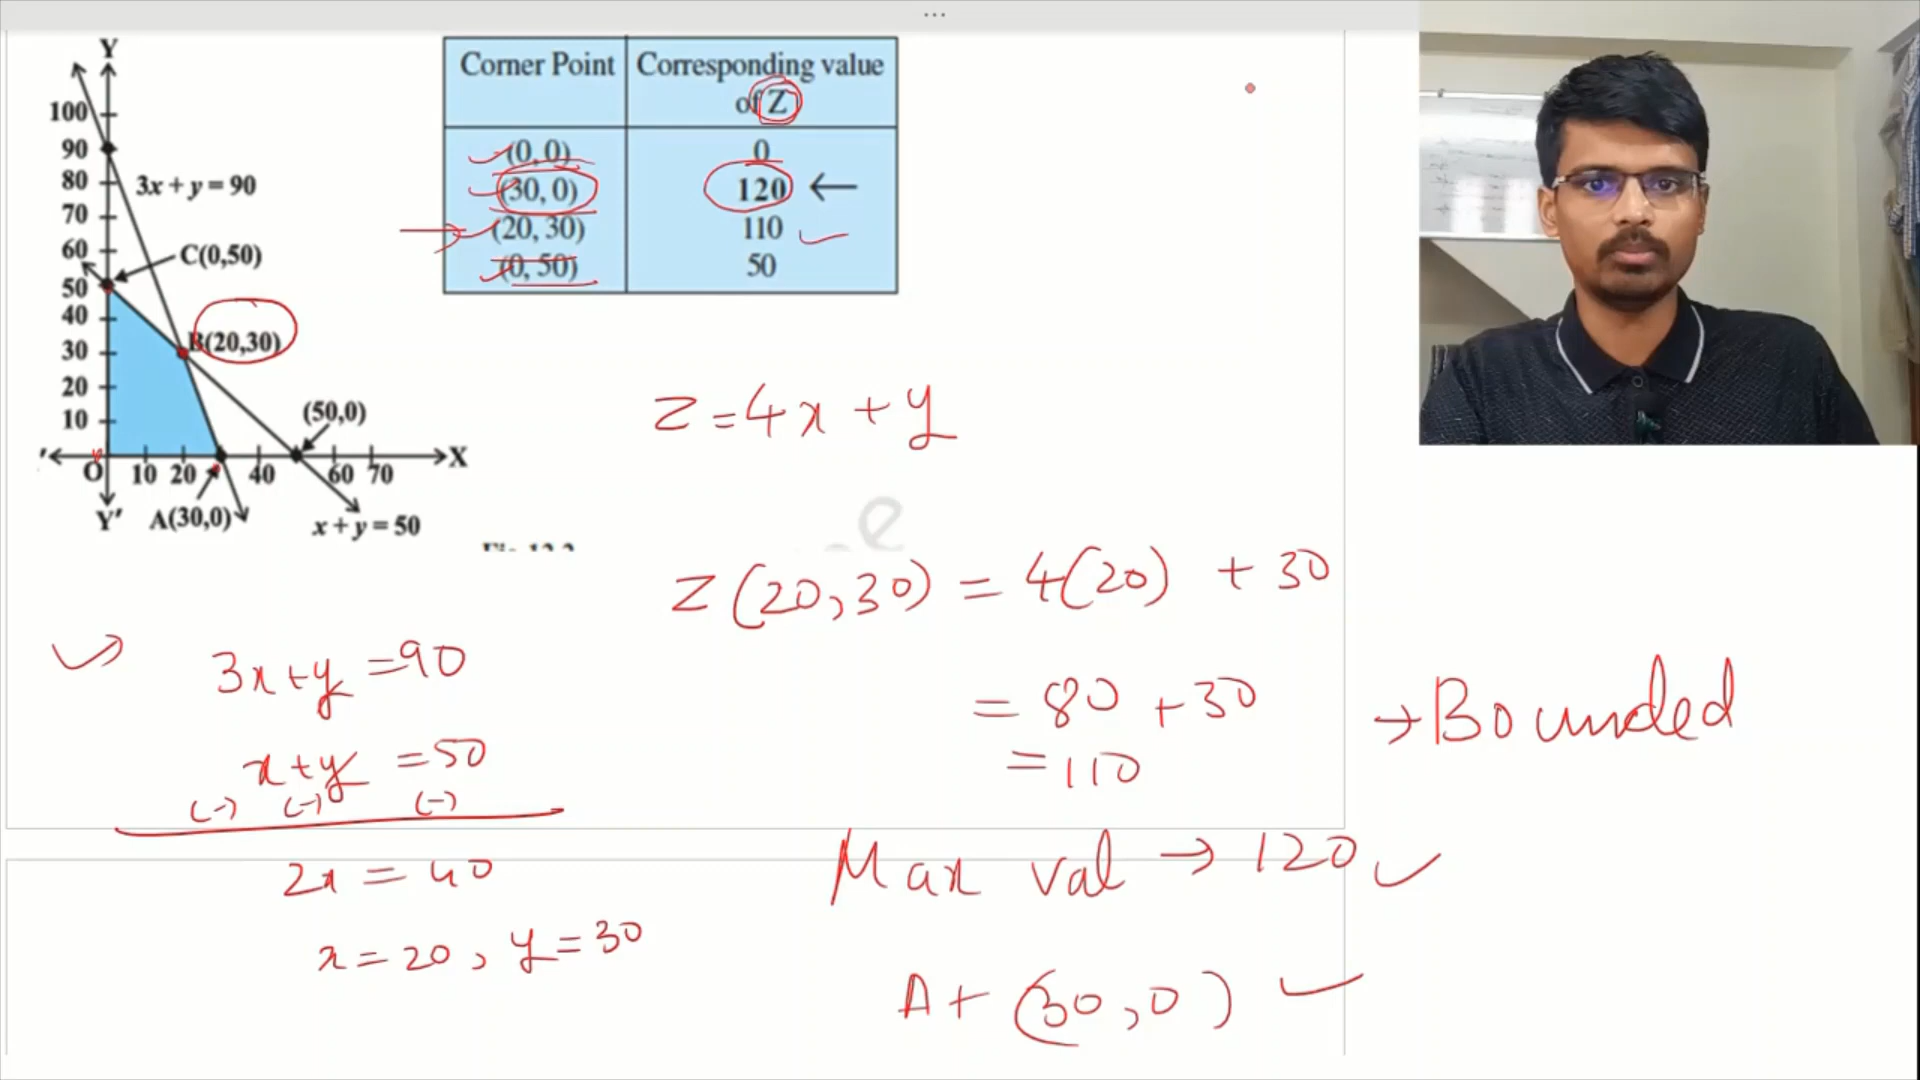 ...
Y
100
90
80
70
60
50
40
30
20
10
3x + y = 90
C(0,50)
B(20,30)
(50,0)
X
O 10 20 40 60 70
Y′ A(30,0)
x + y = 50
Corner Point Corresponding value of Z
(0, 0) 0
(30, 0) 120 ←
(20, 30) 110
(0, 50) 50
Z = 4x + y
Z (20,30) = 4(20) + 30
= 80 + 30
= 110
→ Bounded
Max val → 120
At (30,0)
3x+y = 90
x+y = 50
(-) (-) (-)
2x = 40
x = 20, y = 30